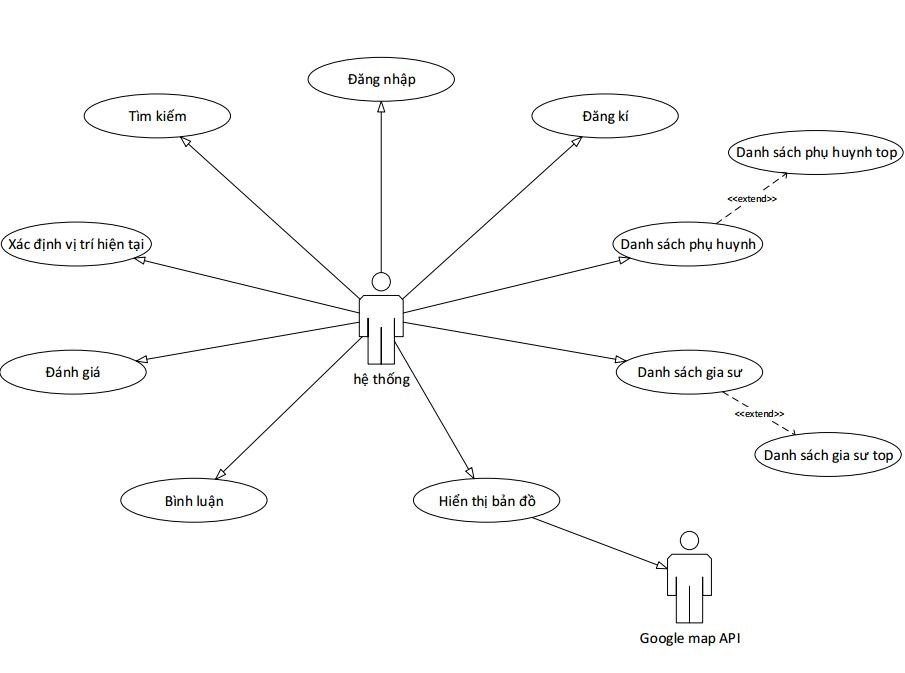 Đăng nhập
Tìm kiếm
Đăng kí
Danh sách phụ huynh top
<<extend>>
Xác định vị trí hiện tại
Danh sách phụ huynh
hệ thống
Đánh giá
Danh sách gia sư
<<extend>>
Danh sách gia sư top
Bình luận
Hiển thị bản đồ
Google map API